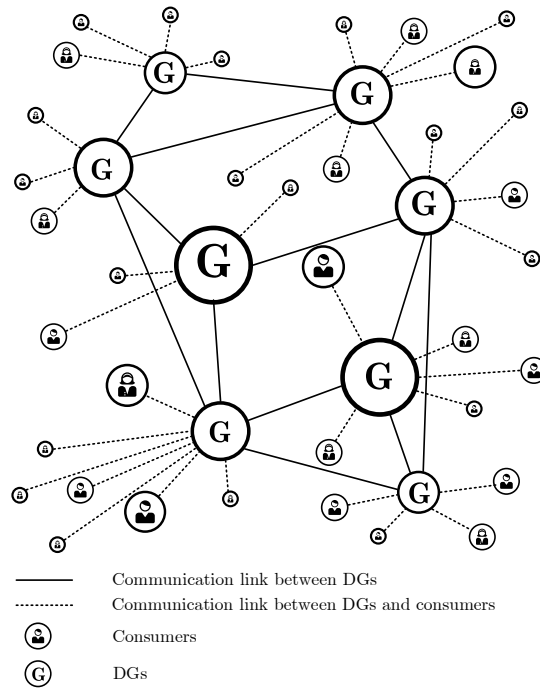 G
G
G
G
G
G
G
G
Communication link between DGs
Communication link between DGs and consumers
Consumers
G
DGs